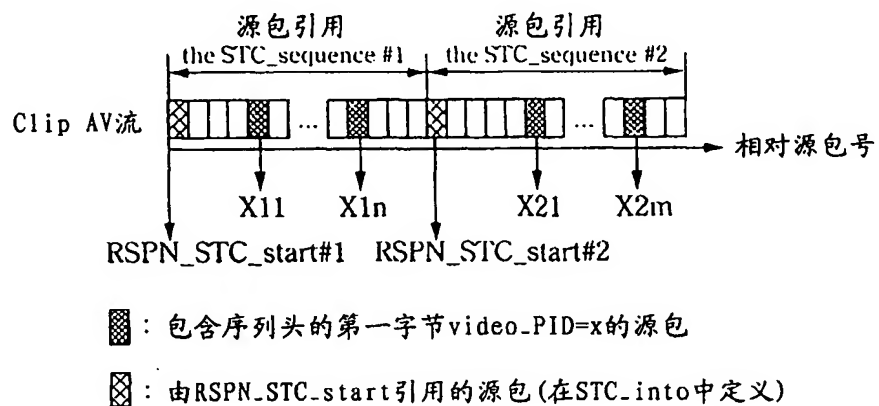 源包引用 源包引用
the STC_sequence #1 the STC_sequence #2
Clip AV流
... ...
相对源包号
X11 X1n X21 X2m
RSPN_STC_start#1 RSPN_STC_start#2
: 包含序列头的第一字节video_PID=x的源包
: 由RSPN_STC_start引用的源包(在STC_into中定义)